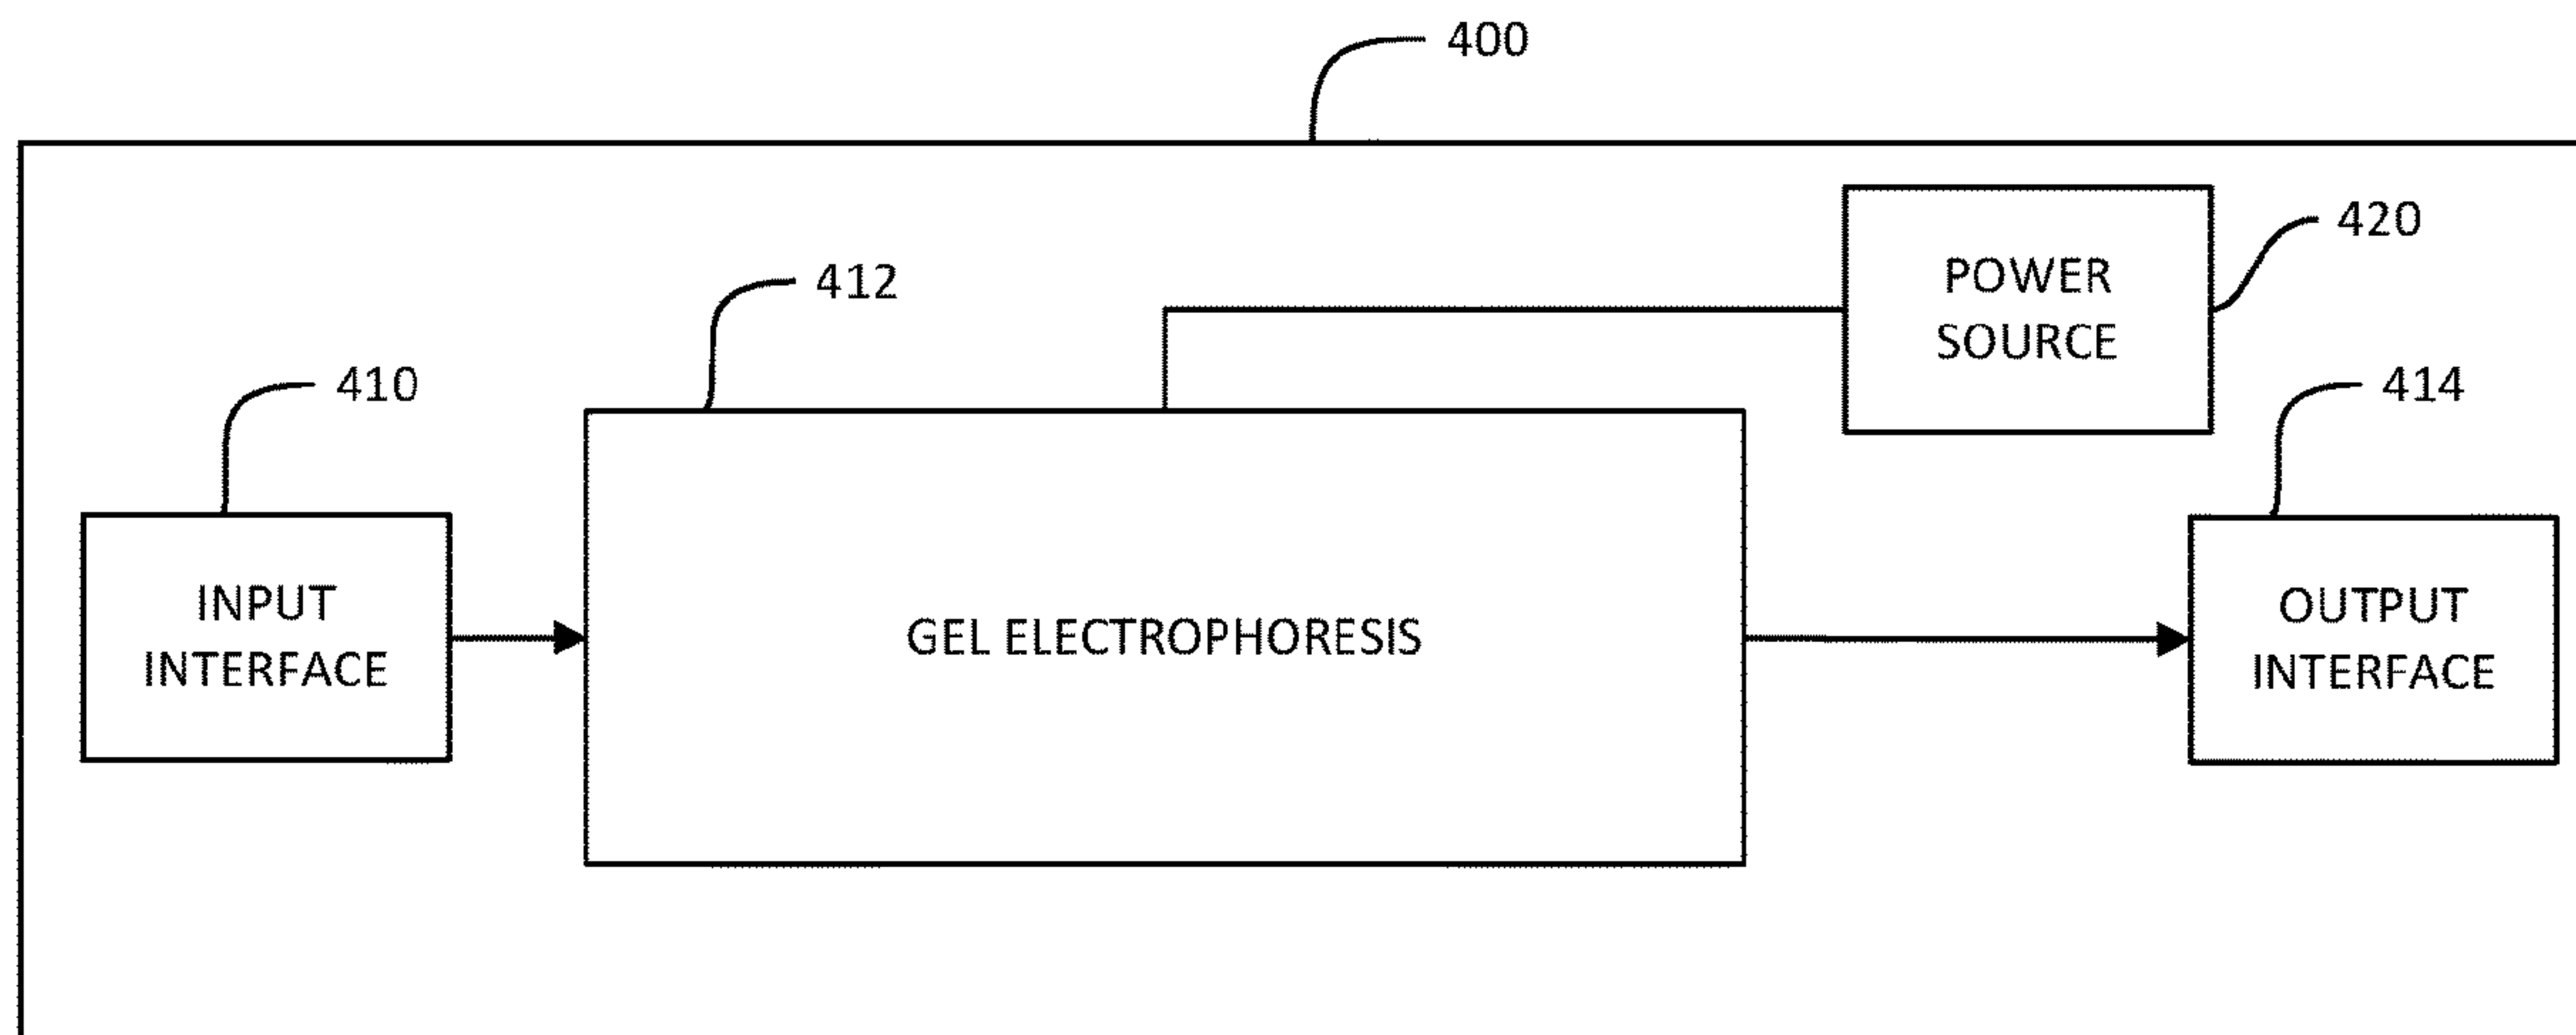 400
420
POWER
SOURCE
412
410
414
INPUT
INTERFACE
GEL ELECTROPHORESIS
OUTPUT
INTERFACE